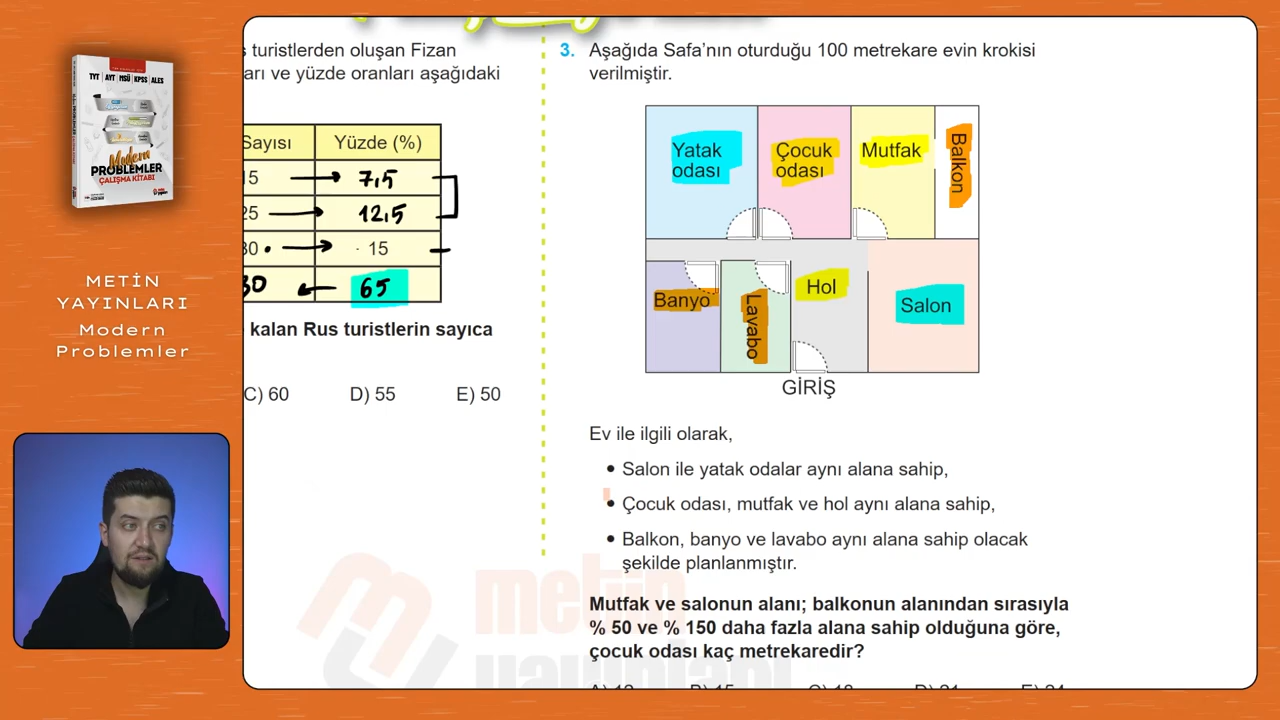 TYT AYT MSÜ KPSS ALES
Modern
PROBLEMLER
ÇALIŞMA KİTABI
METİN
YAYINLARI
Modern
Problemler
turistlerden oluşan Fizan
ve yüzde oranları aşağıdaki
Sayısı Yüzde (%)
15 7,5
25 12,5
30 15
65
kalan Rus turistlerin sayıca
C) 60 D) 55 E) 50
3. Aşağıda Safa’nın oturduğu 100 metrekare evin krokisi
verilmiştir.
Yatak
odası
Çocuk
odası
Mutfak
Balkon
Banyo
Lavabo
Hol
Salon
GİRİŞ
Ev ile ilgili olarak,
• Salon ile yatak odalar aynı alana sahip,
• Çocuk odası, mutfak ve hol aynı alana sahip,
• Balkon, banyo ve lavabo aynı alana sahip olacak
şekilde planlanmıştır.
Mutfak ve salonun alanı; balkonun alanından sırasıyla
% 50 ve % 150 daha fazla alana sahip olduğuna göre,
çocuk odası kaç metrekaredir?
metin
yayınları